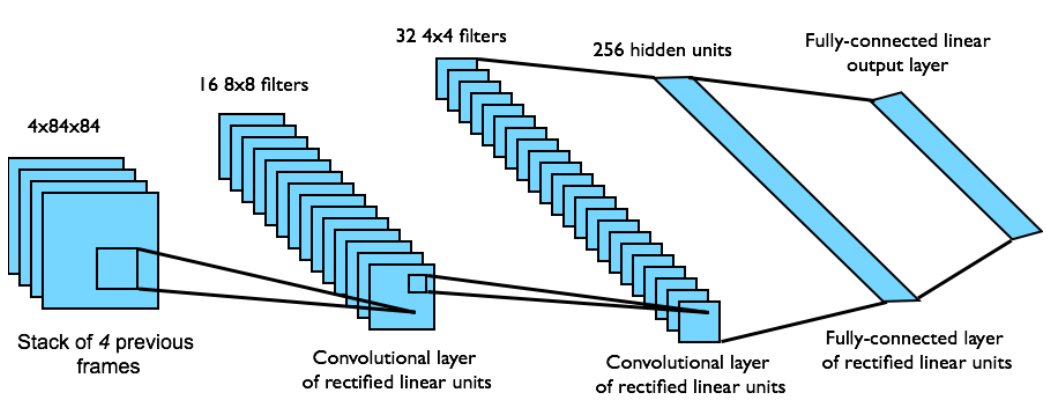 4x84x84
16 8x8 filters
32 4x4 filters
256 hidden units
Fully-connected linear
output layer
Stack of 4 previous
frames
Convolutional layer
of rectified linear units
Convolutional layer
of rectified linear units
Fully-connected layer
of rectified linear units